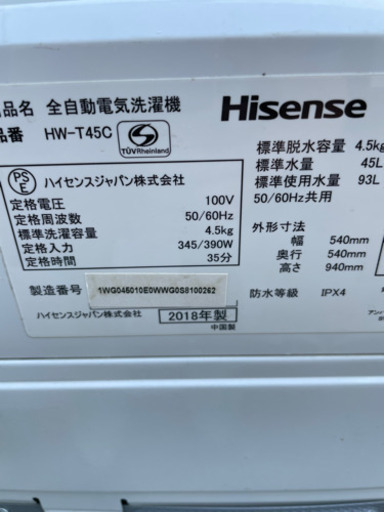 品名 全自動電気洗濯機
品番 HW-T45C
S
TÜVRheinland
Hisense
PS
E
ハイセンスジャパン株式会社
定格電圧 100V
定格周波数 50/60Hz
標準洗濯容量 4.5kg
定格入力 345/390W
定格時間 35分
標準脱水容量 4.5kg
標準水量 45L
標準使用水量 93L
50/60Hz共用
外形寸法
幅 540mm
奥行 540mm
高さ 940mm
製造番号 1WG045010E0WWG0S8100262
防水等級 IPX4
ハイセンスジャパン株式会社
2018年製
中国製
アンバ